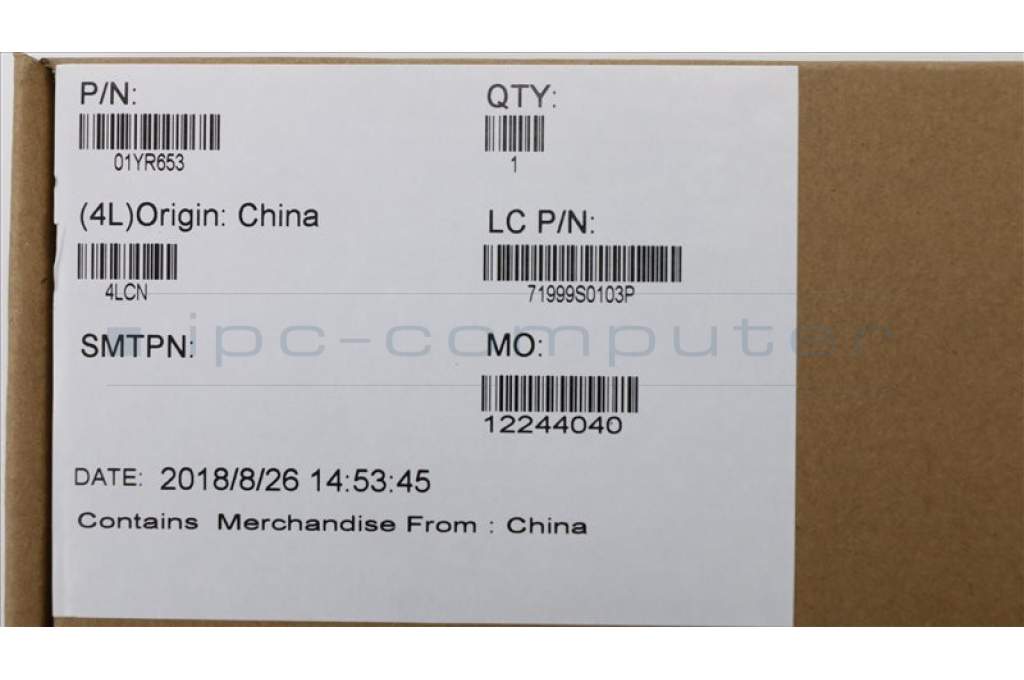 P/N:
01YR653
QTY:
1
(4L)Origin: China
4LCN
LC P/N:
71999S0103P
ipc-computer
SMTPN:
MO:
12244040
DATE: 2018/8/26 14:53:45
Contains Merchandise From : China